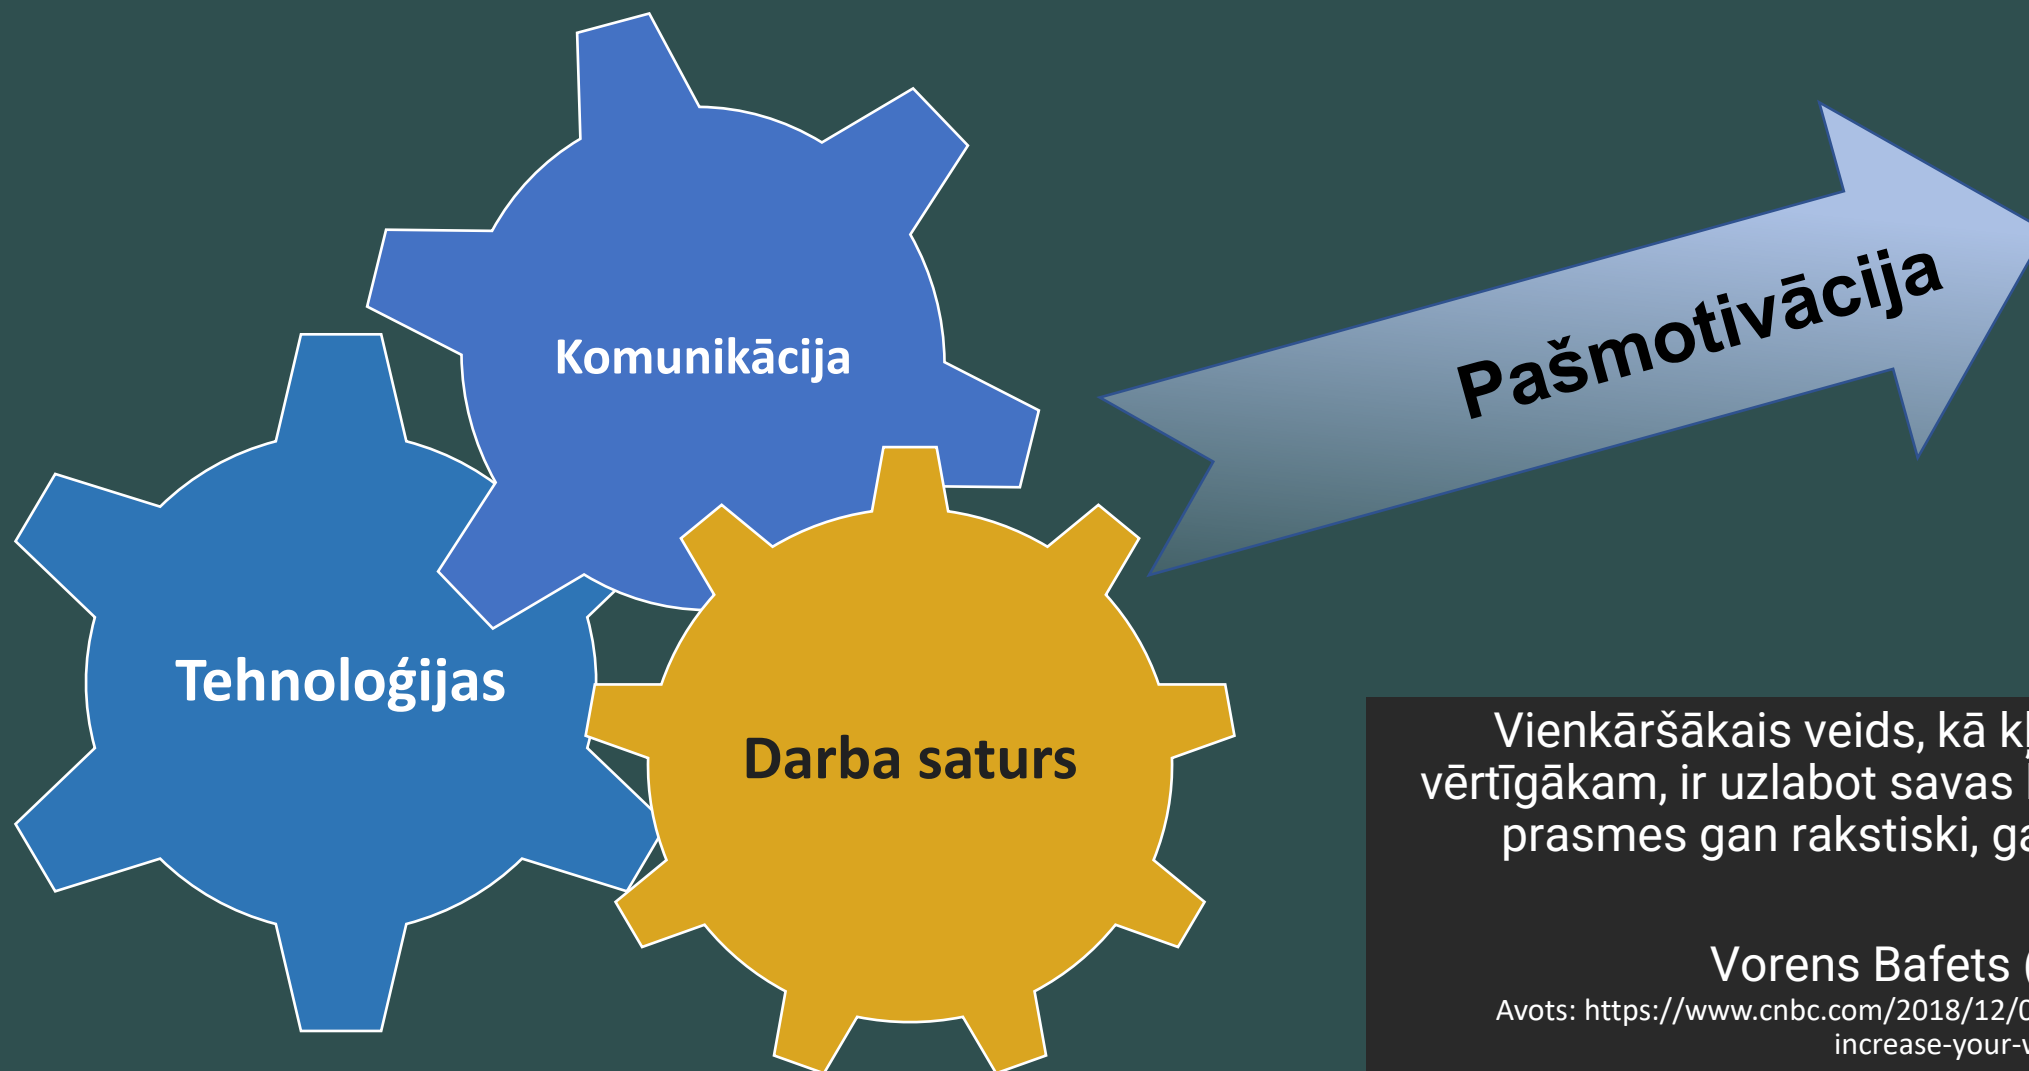 Komunikācija
Pašmotivācija
Tehnoloģijas
Darba saturs
Vienkāršākais veids, kā
vērtīgākam, ir uzlabot savas
prasmes gan rakstiski,
Vorens Bafets (
Avots: https://www.cnbc.com/2018/12/0
increase-your-